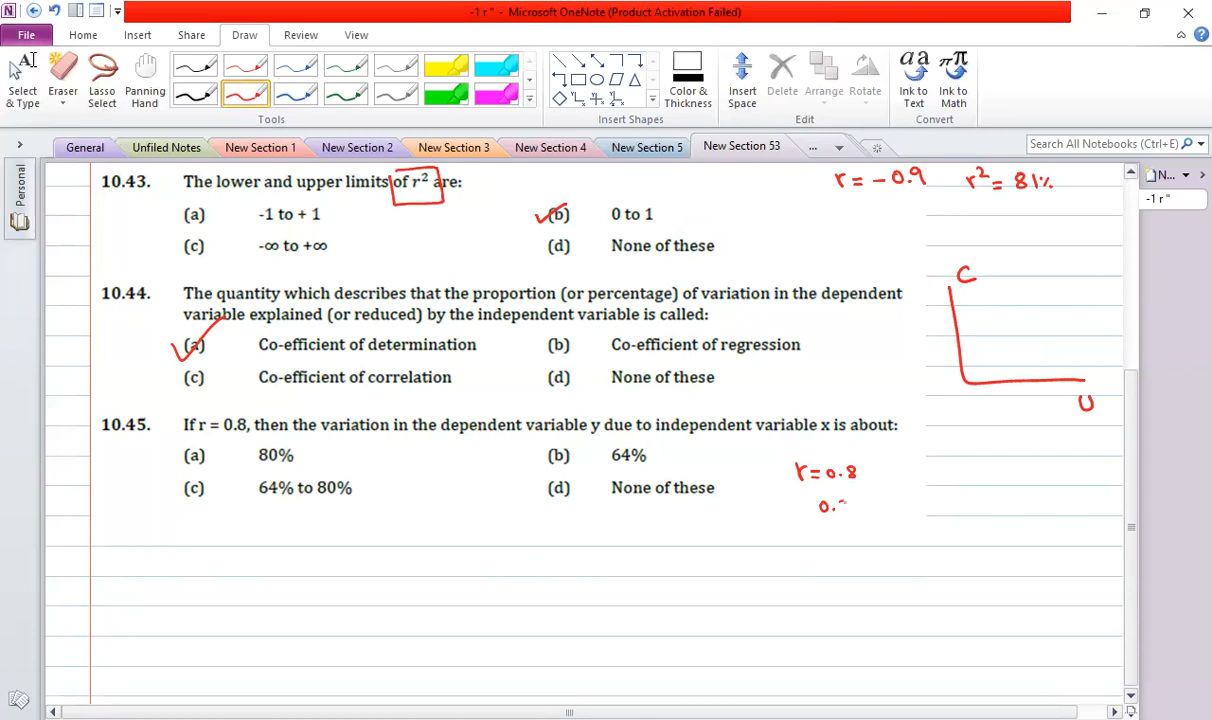 -1 r " - Microsoft OneNote (Product Activation Failed)
File Home Insert Share Draw Review View
Select & Type Eraser Lasso Select Panning Hand Color & Thickness Insert Space Delete Arrange Rotate Ink to Text Ink to Math
Tools Insert Shapes Edit Convert
General Unfiled Notes New Section 1 New Section 2 New Section 3 New Section 4 New Section 5 New Section 53 ... Search All Notebooks (Ctrl+E)
Personal
N...
-1 r "
10.43. The lower and upper limits of r² are: r = -0.9 r² = 81%
(a) -1 to + 1 (b) 0 to 1
(c) -∞ to +∞ (d) None of these
C
10.44. The quantity which describes that the proportion (or percentage) of variation in the dependent
variable explained (or reduced) by the independent variable is called:
(a) Co-efficient of determination (b) Co-efficient of regression
(c) Co-efficient of correlation (d) None of these
U
10.45. If r = 0.8, then the variation in the dependent variable y due to independent variable x is about:
(a) 80% (b) 64%
r = 0.8
(c) 64% to 80% (d) None of these
0.